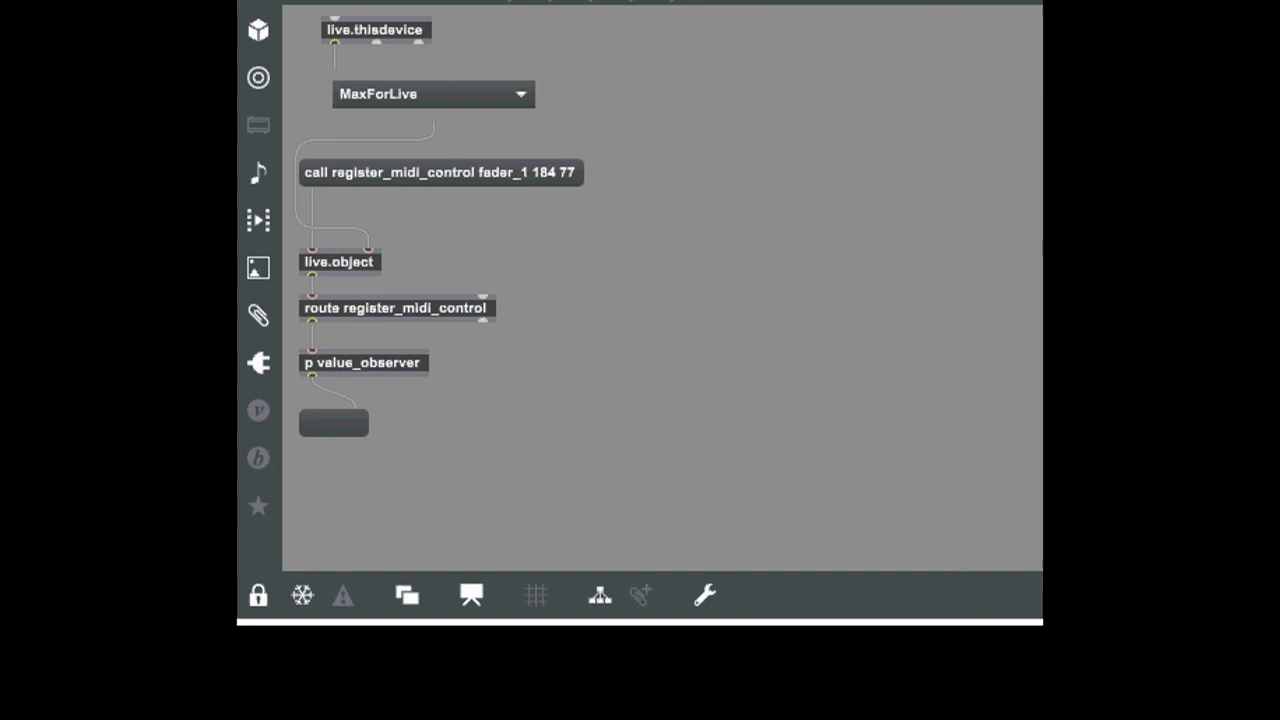 live.thisdevice
MaxForLive
call register_midi_control fader_1 184 77
live.object
route register_midi_control
p value_observer